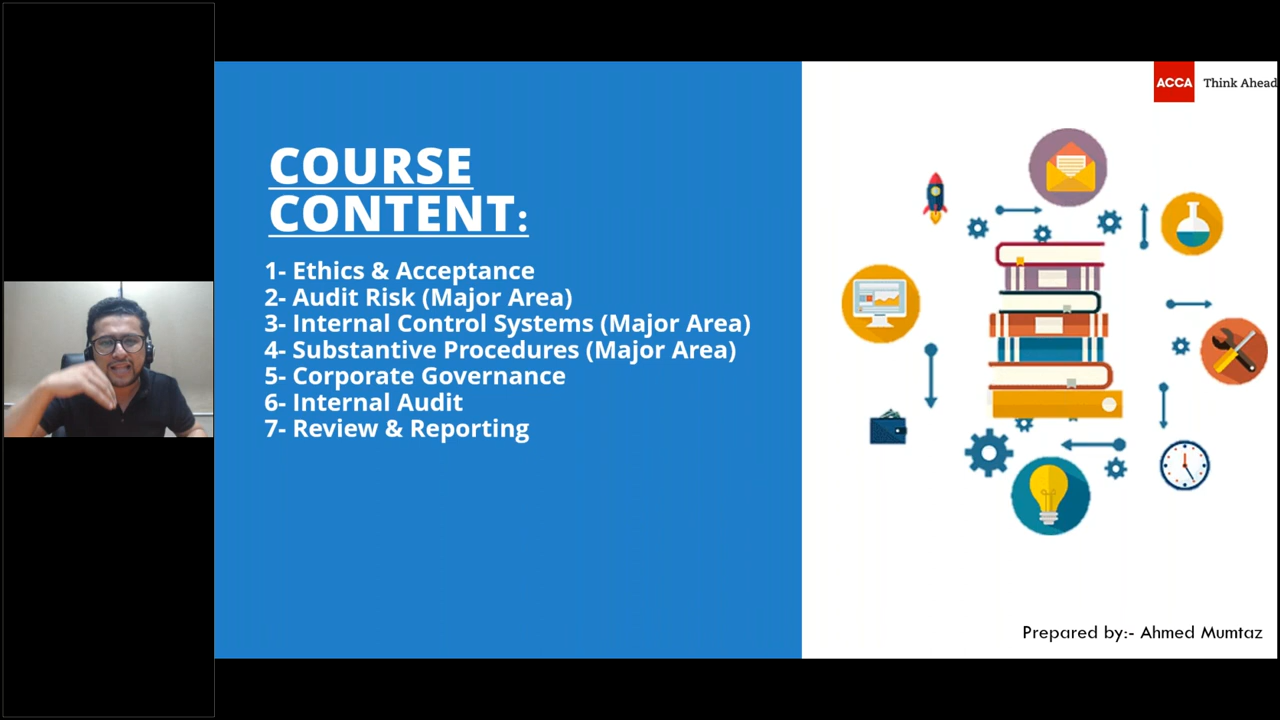 ACCA Think Ahead
COURSE
CONTENT:
1- Ethics & Acceptance
2- Audit Risk (Major Area)
3- Internal Control Systems (Major Area)
4- Substantive Procedures (Major Area)
5- Corporate Governance
6- Internal Audit
7- Review & Reporting
Prepared by:- Ahmed Mumtaz